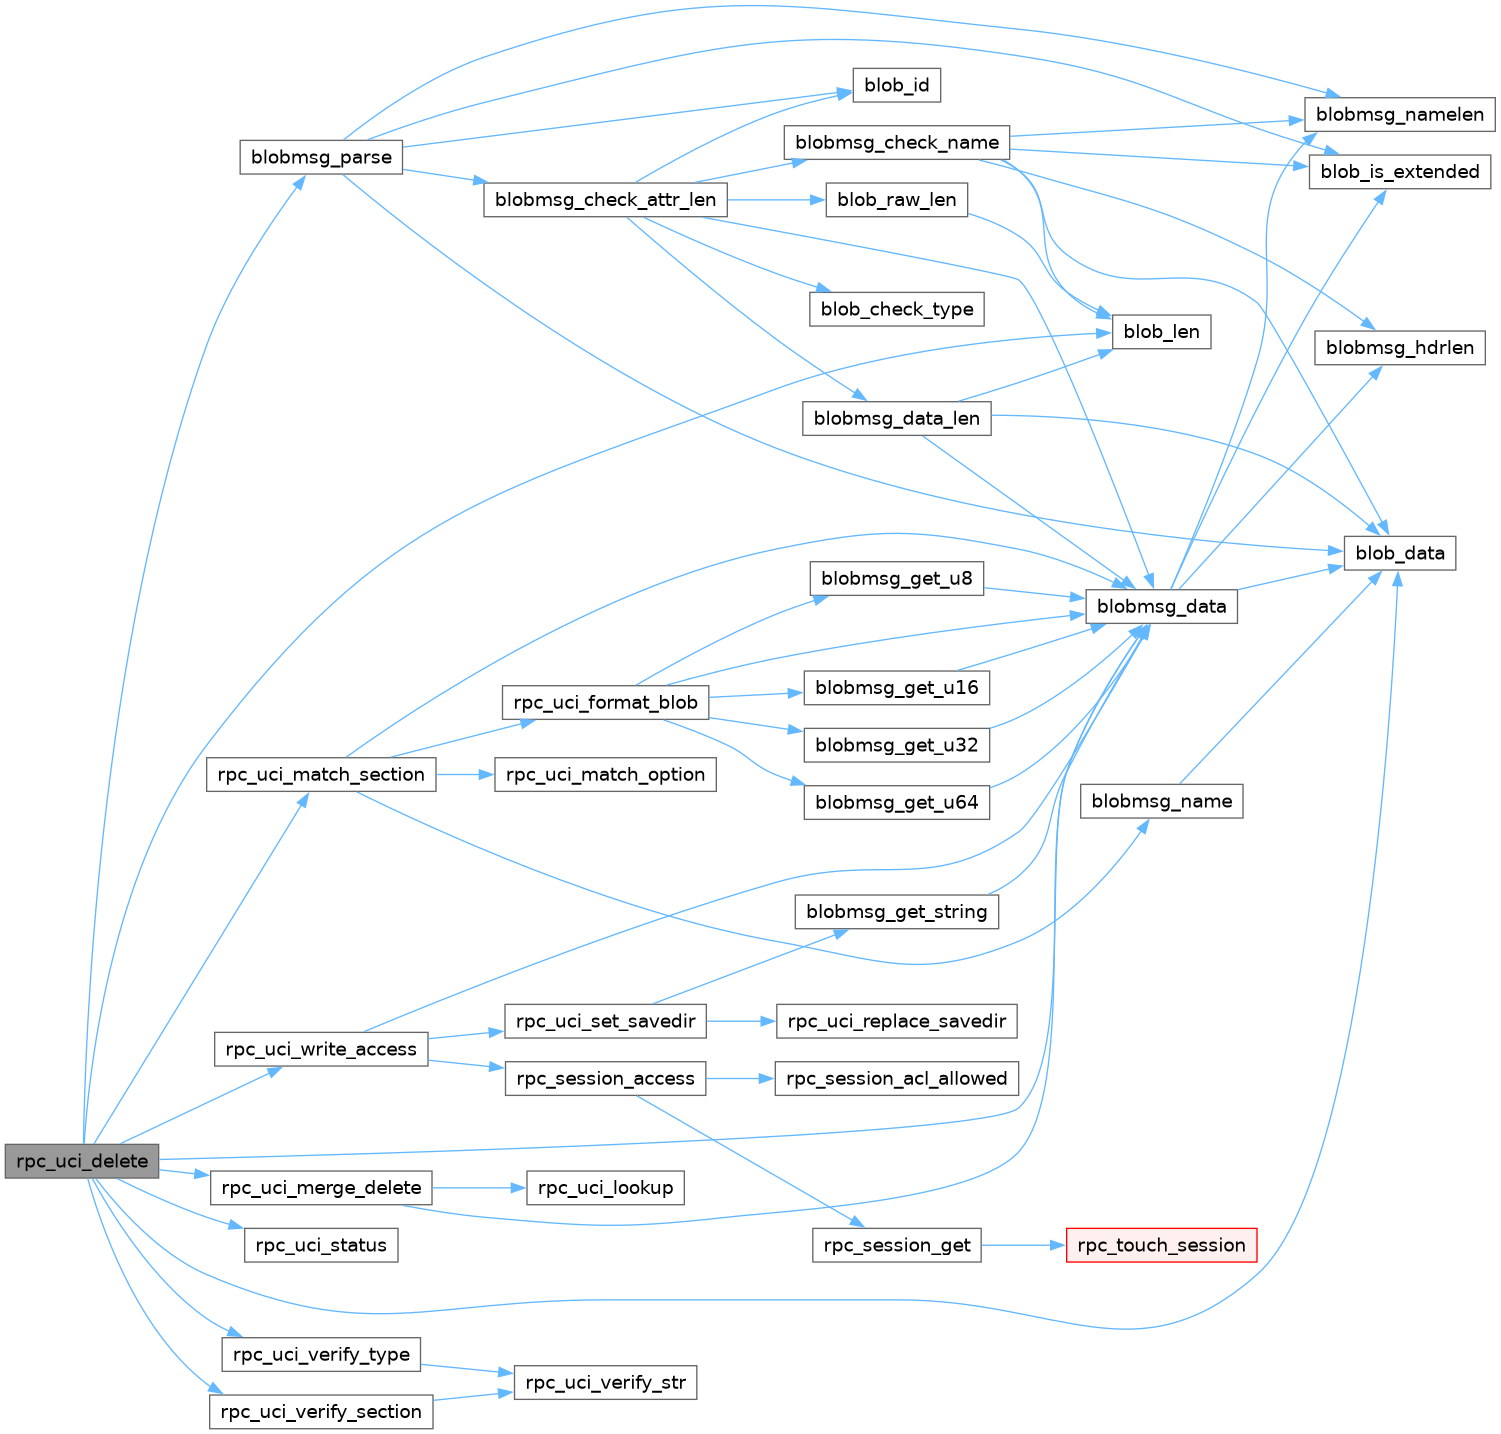 blob_id
blobmsg_namelen
blobmsg_check_name
blobmsg_parse
blob_is_extended
blobmsg_check_attr_len
blob_raw_len
blob_check_type
blob_len
blobmsg_hdrlen
blobmsg_data_len
blob_data
blobmsg_get_u8
blobmsg_data
blobmsg_get_u16
rpc_uci_format_blob
blobmsg_get_u32
rpc_uci_match_section
rpc_uci_match_option
blobmsg_get_u64
blobmsg_name
blobmsg_get_string
rpc_uci_set_savedir
rpc_uci_replace_savedir
rpc_uci_write_access
rpc_session_access
rpc_session_acl_allowed
rpc_uci_delete
rpc_uci_merge_delete
rpc_uci_lookup
rpc_uci_status
rpc_session_get
rpc_touch_session
rpc_uci_verify_type
rpc_uci_verify_str
rpc_uci_verify_section